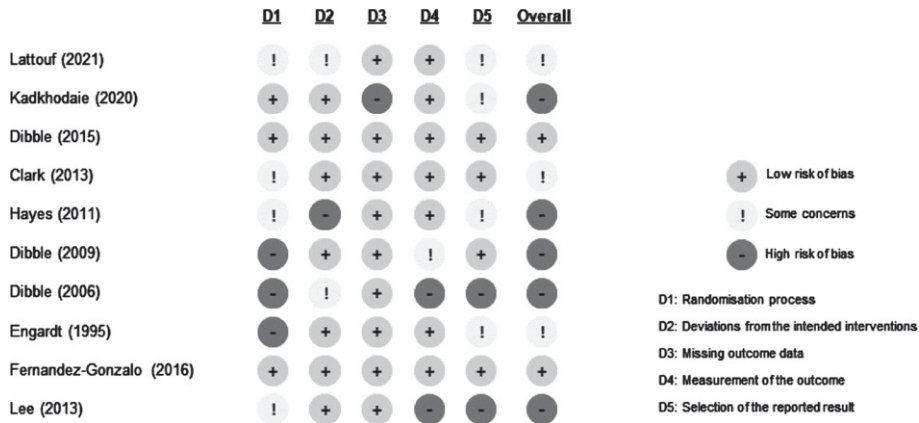 D1 D2 D3 D4 D5 Overall
Lattouf (2021) ! ! + + ! !
Kadkhodaie (2020) + + - + ! -
Dibble (2015) + + + + + +
Clark (2013) ! + + + + !
Hayes (2011) ! - + + ! -
Dibble (2009) - + + ! + -
Dibble (2006) - ! + - - -
Engardt (1995) - + + + ! !
Fernandez-Gonzalo (2016) + + + + + +
Lee (2013) ! + + - - -
+ Low risk of bias
! Some concerns
- High risk of bias
D1: Randomisation process
D2: Deviations from the intended interventions
D3: Missing outcome data
D4: Measurement of the outcome
D5: Selection of the reported result